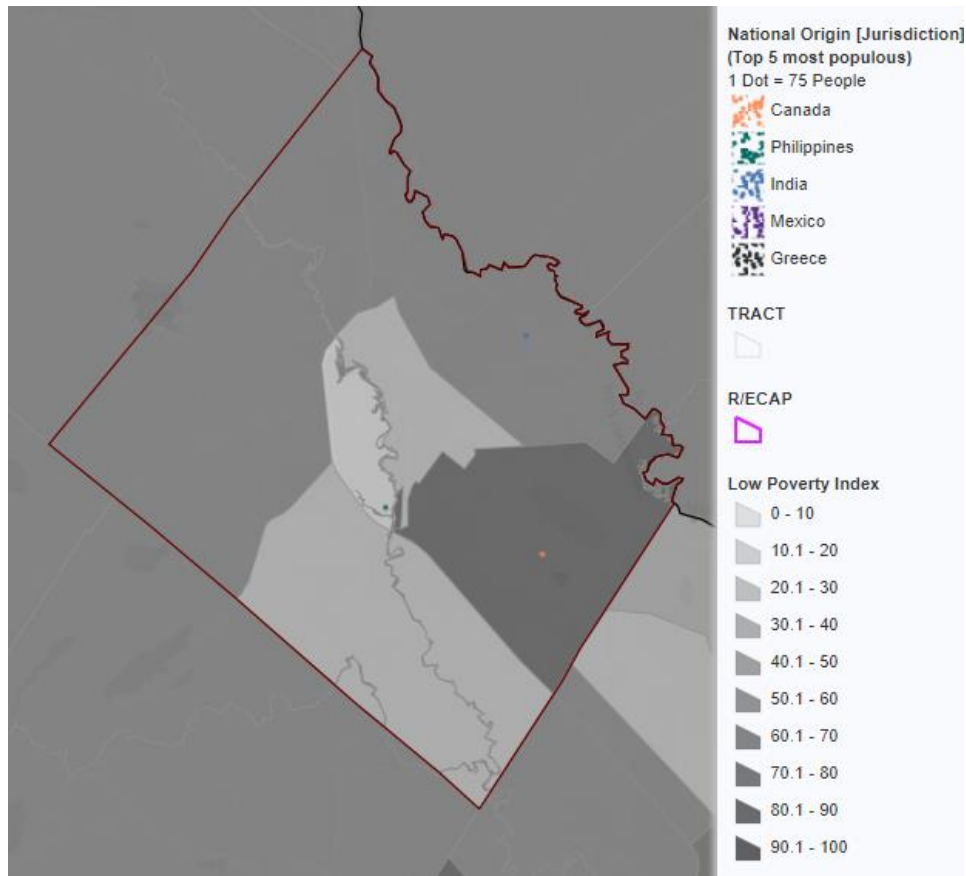 National Origin [Jurisdiction]
(Top 5 most populous)
1 Dot = 75 People
Canada
Philippines
India
Mexico
Greece
TRACT
R/ECAP
Low Poverty Index
0 - 10
10.1 - 20
20.1 - 30
30.1 - 40
40.1 - 50
50.1 - 60
60.1 - 70
70.1 - 80
80.1 - 90
90.1 - 100